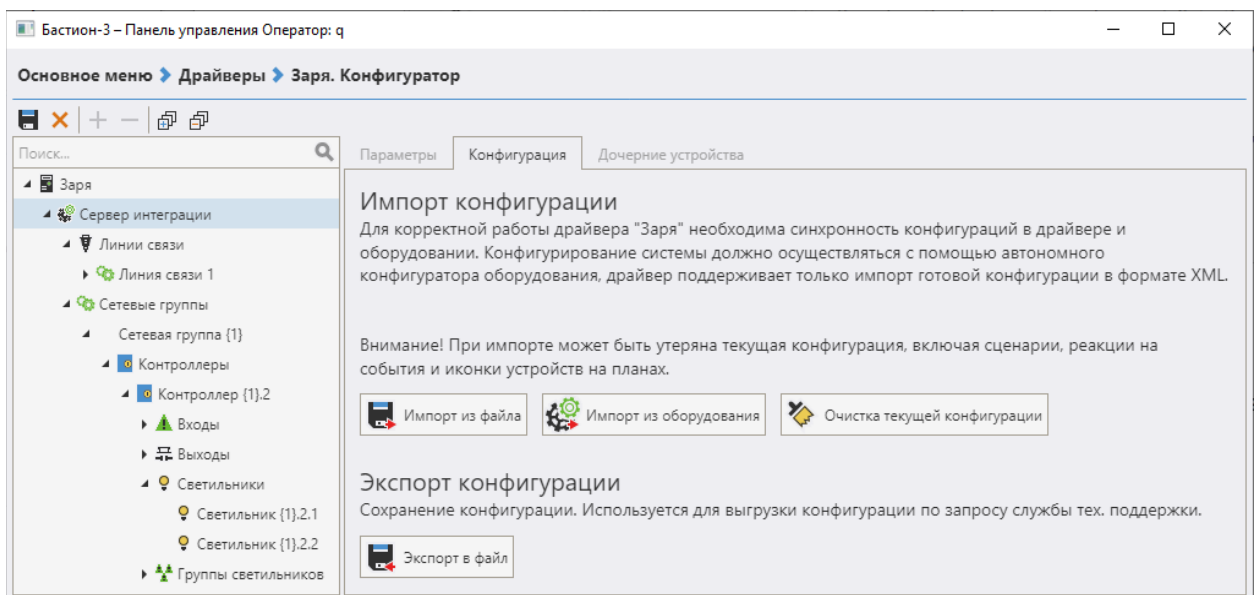 Бастион-3 – Панель управления Оператор: q
Основное меню Драйверы Заря. Конфигуратор
Поиск...
Заря
Сервер интеграции
Линии связи
Линия связи 1
Сетевые группы
Сетевая группа {1}
Контроллеры
Контроллер {1}.2
Входы
Выходы
Светильники
Светильник {1}.2.1
Светильник {1}.2.2
Группы светильников
Параметры Конфигурация Дочерние устройства
Импорт конфигурации
Для корректной работы драйвера "Заря" необходима синхронность конфигураций в драйвере и
оборудовании. Конфигурирование системы должно осуществляться с помощью автономного
конфигуратора оборудования, драйвер поддерживает только импорт готовой конфигурации в формате XML.
Внимание! При импорте может быть утеряна текущая конфигурация, включая сценарии, реакции на
события и иконки устройств на планах.
Импорт из файла Импорт из оборудования Очистка текущей конфигурации
Экспорт конфигурации
Сохранение конфигурации. Используется для выгрузки конфигурации по запросу службы тех. поддержки.
Экспорт в файл